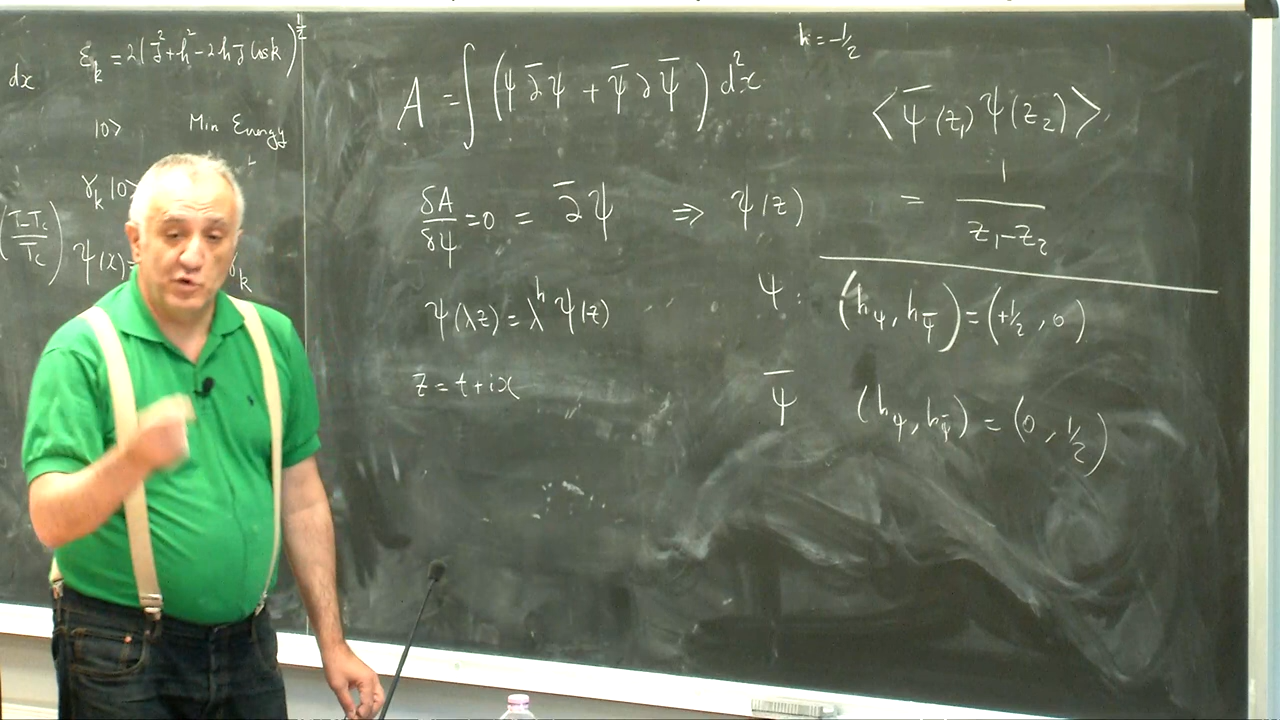 dx
ε_k = 2(J² + h² - 2hJ cos k)^{1/2}
|0>
Min Energy
γ_k |0>
(T-T_c / T_c)
ψ(x) =
γ_k
A = ∫ (ψ ∂̄ ψ + ψ̄ ∂ ψ̄) d²x
δA/δψ = 0 = ∂̄ψ ⇒ ψ(z)
ψ(λz) = λ^h ψ(z)
z = t + ix
h = -1/2
< ψ̄(z₁) ψ(z₂) >
= 1 / (z₁ - z₂)
ψ : (h_ψ, h_ψ̄) = (+1/2, 0)
ψ̄ (h_ψ, h_ψ̄) = (0, 1/2)